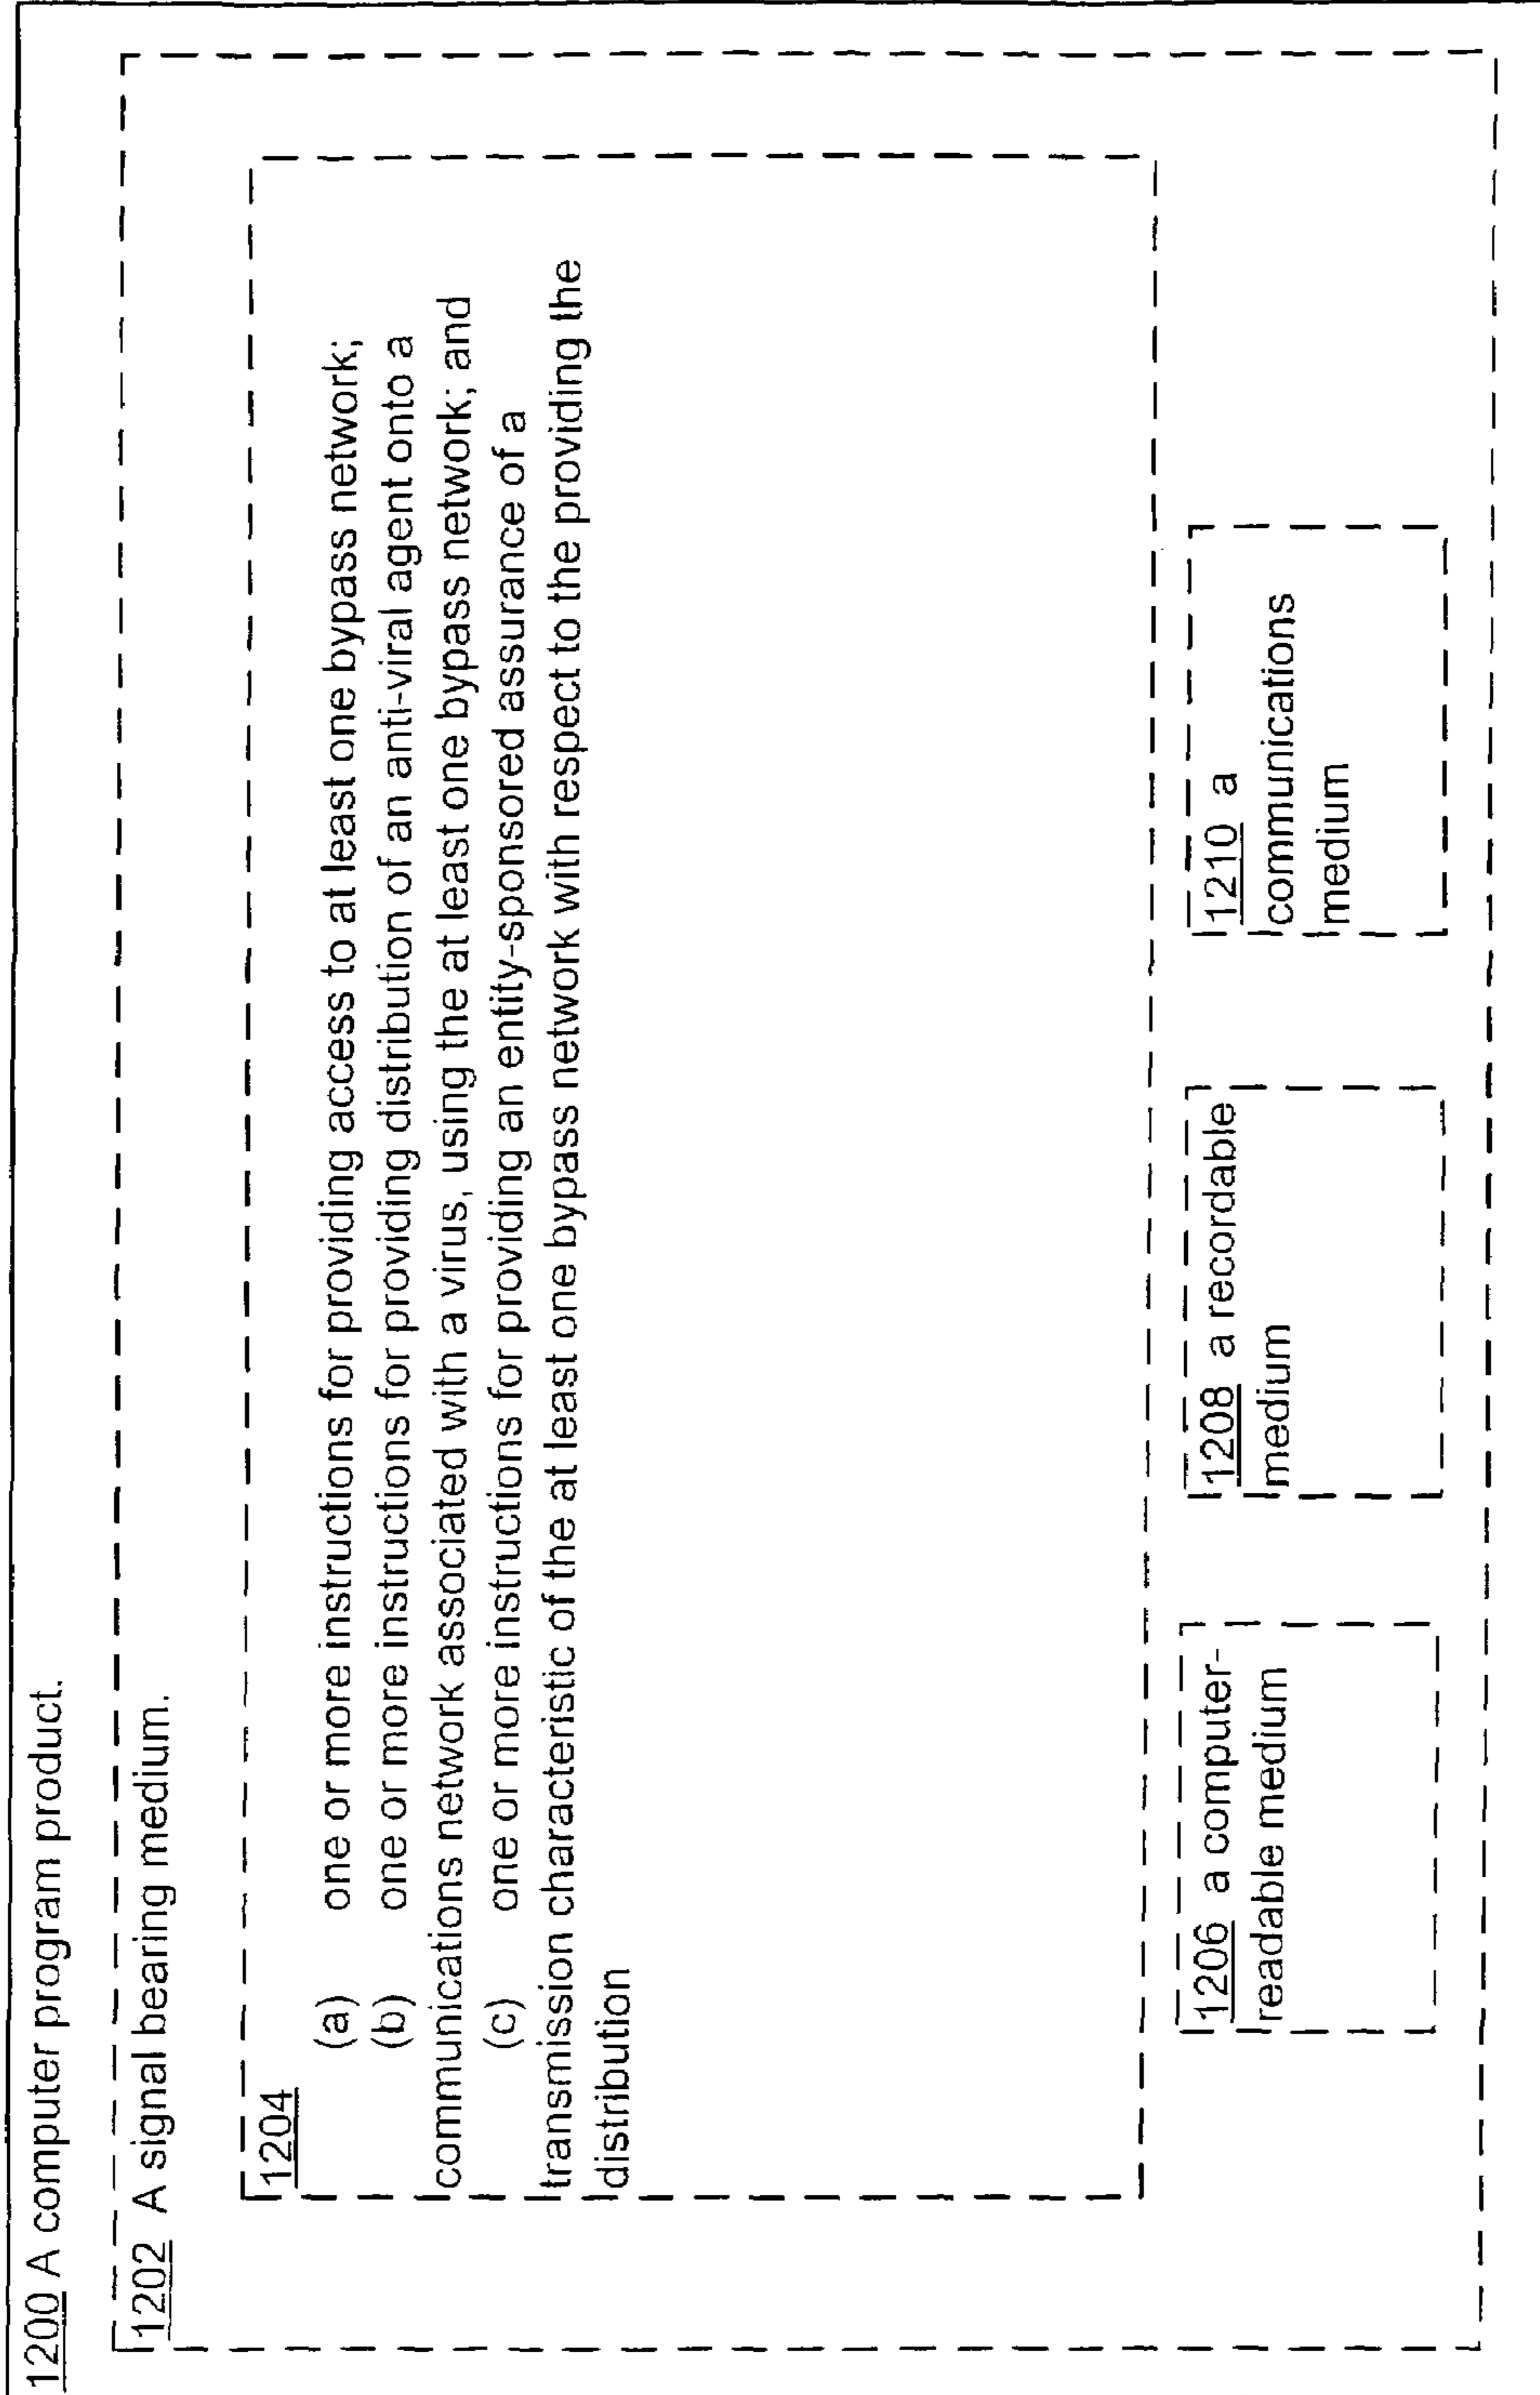 1200 A computer program product.
1202 A signal bearing medium.
1204
(a) one or more instructions for providing access to at least one bypass network;
(b) one or more instructions for providing distribution of an anti-viral agent onto a
communications network associated with a virus, using the at least one bypass network; and
(c) one or more instructions for providing an entity-sponsored assurance of a
transmission characteristic of the at least one bypass network with respect to the providing the
distribution
1206 a computer-
readable medium
1208 a recordable
medium
1210 a
communications
medium